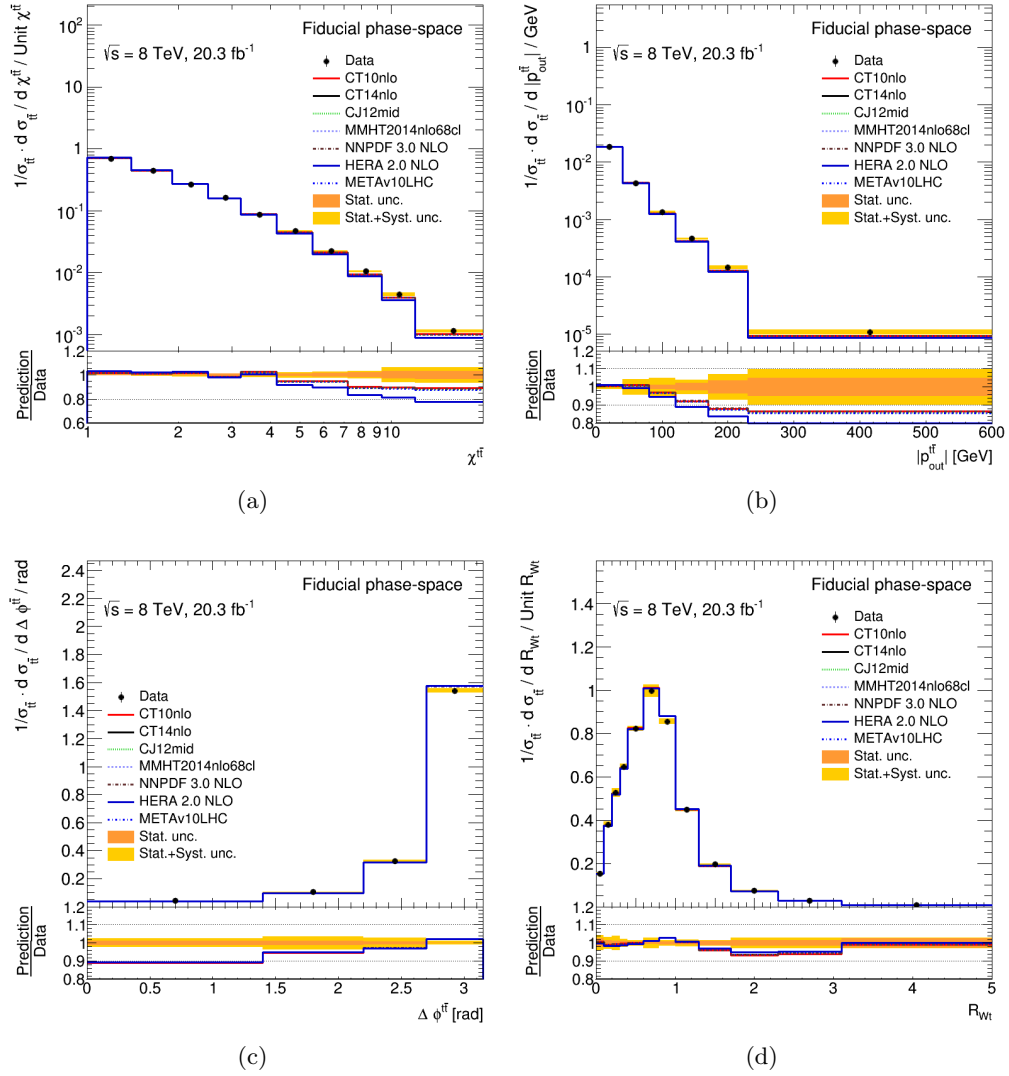 1/σ_tt̄ · d σ_tt̄ / d χ^tt̄ / Unit χ^tt̄
Fiducial phase-space
√s = 8 TeV, 20.3 fb⁻¹
Data
CT10nlo
CT14nlo
CJ12mid
MMHT2014nlo68cl
NNPDF 3.0 NLO
HERA 2.0 NLO
METAv10LHC
Stat. unc.
Stat.+Syst. unc.
10²
10
1
10⁻¹
10⁻²
10⁻³
Prediction
Data
1.2
1
0.8
0.6
1 2 3 4 5 6 7 8 9 10
χ^tt̄
(a)
1/σ_tt̄ · d σ_tt̄ / d |p_out^tt̄| / GeV
Fiducial phase-space
√s = 8 TeV, 20.3 fb⁻¹
Data
CT10nlo
CT14nlo
CJ12mid
MMHT2014nlo68cl
NNPDF 3.0 NLO
HERA 2.0 NLO
METAv10LHC
Stat. unc.
Stat.+Syst. unc.
1
10⁻¹
10⁻²
10⁻³
10⁻⁴
10⁻⁵
Prediction
Data
1.2
1.1
1
0.9
0.8
0 100 200 300 400 500 600
|p_out^tt̄| [GeV]
(b)
1/σ_tt̄ · d σ_tt̄ / d Δ ϕ^tt̄ / rad
Fiducial phase-space
√s = 8 TeV, 20.3 fb⁻¹
Data
CT10nlo
CT14nlo
CJ12mid
MMHT2014nlo68cl
NNPDF 3.0 NLO
HERA 2.0 NLO
METAv10LHC
Stat. unc.
Stat.+Syst. unc.
2.4
2.2
2
1.8
1.6
1.4
1.2
1
0.8
0.6
0.4
0.2
Prediction
Data
1.2
1.1
1
0.9
0.8
0 0.5 1 1.5 2 2.5 3
Δ ϕ^tt̄ [rad]
(c)
1/σ_tt̄ · d σ_tt̄ / d R_Wt / Unit R_Wt
Fiducial phase-space
√s = 8 TeV, 20.3 fb⁻¹
Data
CT10nlo
CT14nlo
CJ12mid
MMHT2014nlo68cl
NNPDF 3.0 NLO
HERA 2.0 NLO
METAv10LHC
Stat. unc.
Stat.+Syst. unc.
1.4
1.2
1
0.8
0.6
0.4
0.2
Prediction
Data
1.2
1.1
1
0.9
0.8
0 1 2 3 4 5
R_Wt
(d)